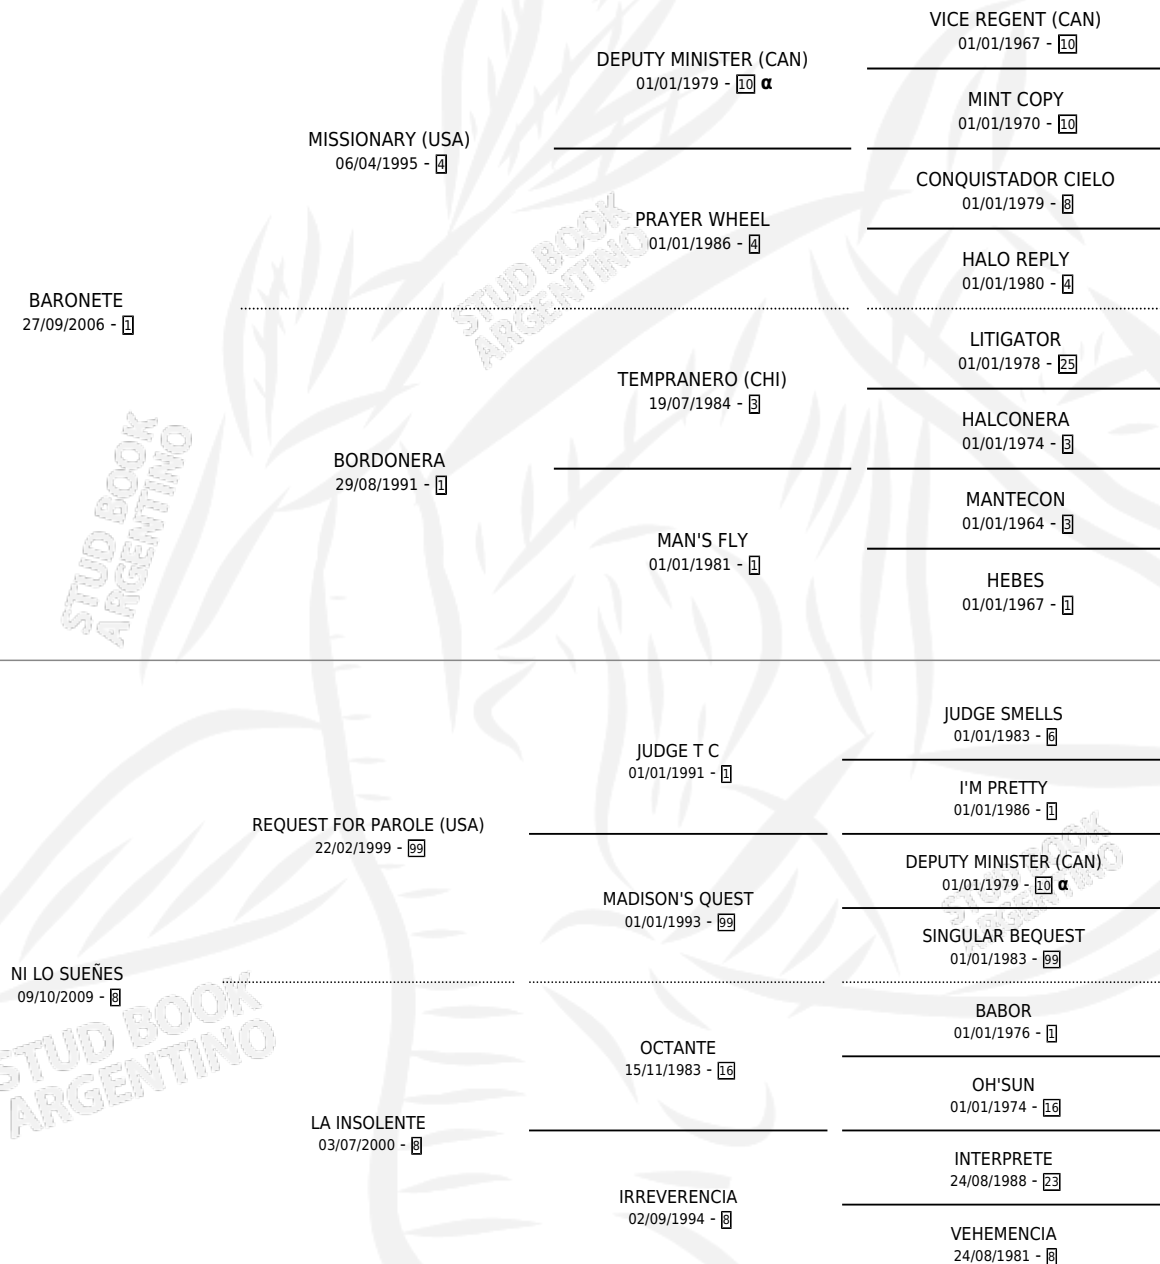 VICE REGENT (CAN)
01/01/1967 - 10
DEPUTY MINISTER (CAN)
01/01/1979 - 10 α
MINT COPY
01/01/1970 - 10
MISSIONARY (USA)
06/04/1995 - 4
CONQUISTADOR CIELO
01/01/1979 - 8
PRAYER WHEEL
01/01/1986 - 4
HALO REPLY
01/01/1980 - 4
BARONETE
27/09/2006 - 1
LITIGATOR
01/01/1978 - 25
TEMPRANERO (CHI)
19/07/1984 - 3
HALCONERA
01/01/1974 - 3
BORDONERA
29/08/1991 - 1
MANTECON
01/01/1964 - 3
MAN'S FLY
01/01/1981 - 1
HEBES
01/01/1967 - 1
JUDGE SMELLS
01/01/1983 - 6
JUDGE T C
01/01/1991 - 1
I'M PRETTY
01/01/1986 - 1
REQUEST FOR PAROLE (USA)
22/02/1999 - 99
DEPUTY MINISTER (CAN)
01/01/1979 - 10 α
MADISON'S QUEST
01/01/1993 - 99
SINGULAR BEQUEST
01/01/1983 - 99
NI LO SUEÑES
09/10/2009 - 8
BABOR
01/01/1976 - 1
OCTANTE
15/11/1983 - 16
OH'SUN
01/01/1974 - 16
LA INSOLENTE
03/07/2000 - 8
INTERPRETE
24/08/1988 - 23
IRREVERENCIA
02/09/1994 - 8
VEHEMENCIA
24/08/1981 - 8
STUD BOOK
ARGENTINO
STUD BOOK
ARGENTINO
STUD BOOK
ARGENTINO
STUD BOOK
ARGENTINO